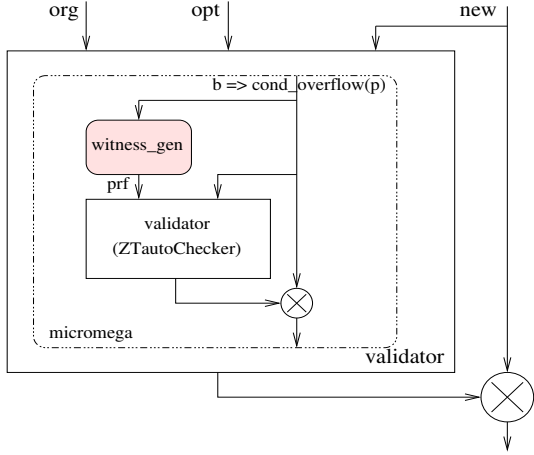 org
opt
new
b => cond_overflow(p)
witness_gen
prf
validator
(ZTautoChecker)
micromega
validator